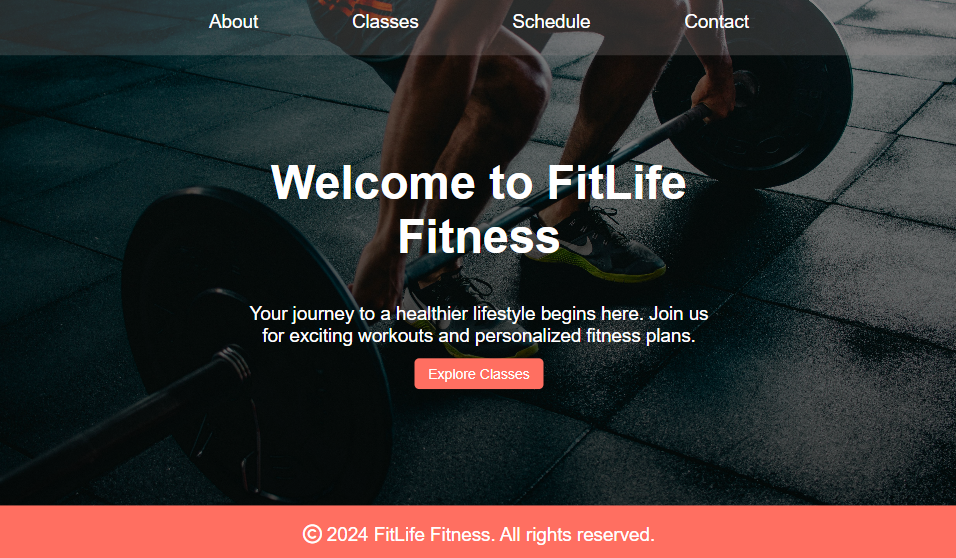 About Classes Schedule Contact
Welcome to FitLife
Fitness
Your journey to a healthier lifestyle begins here. Join us
for exciting workouts and personalized fitness plans.
Explore Classes
© 2024 FitLife Fitness. All rights reserved.